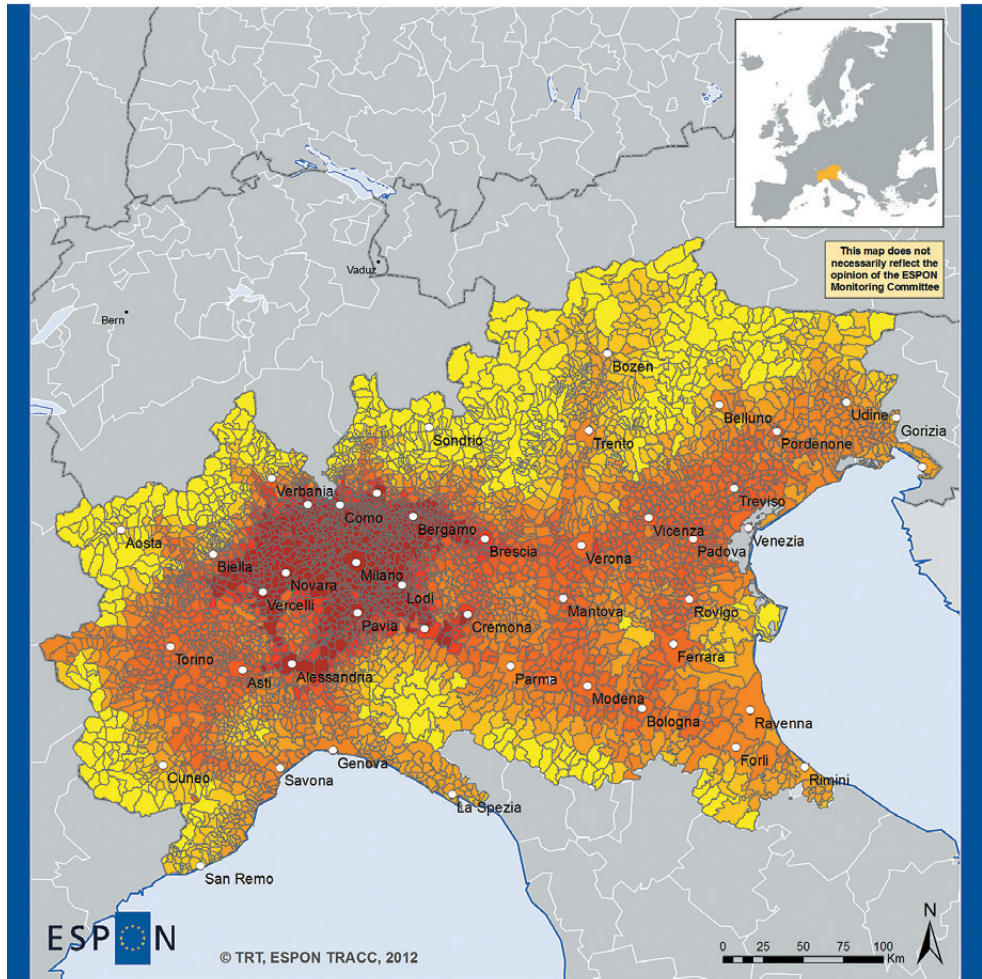 This map does not
necessarily reflect the
opinion of the ESPON
Monitoring Committee
Vaduz
Bern
Bozen
Belluno
Udine
Gorizia
Sondrio
Trento
Pordenone
Verbania
Treviso
Como
Bergamo
Vicenza
Aosta
Venezia
Brescia
Verona
Padova
Biella
Milano
Novara
Lodi
Vercelli
Mantova
Rovigo
Pavia
Cremona
Torino
Ferrara
Asti
Alessandria
Parma
Modena
Bologna
Ravenna
Genova
Forlì
Cuneo
Savona
Rimini
La Spezia
San Remo
N
ESPON
© TRT, ESPON TRACC, 2012
0 25 50 75 100
Km